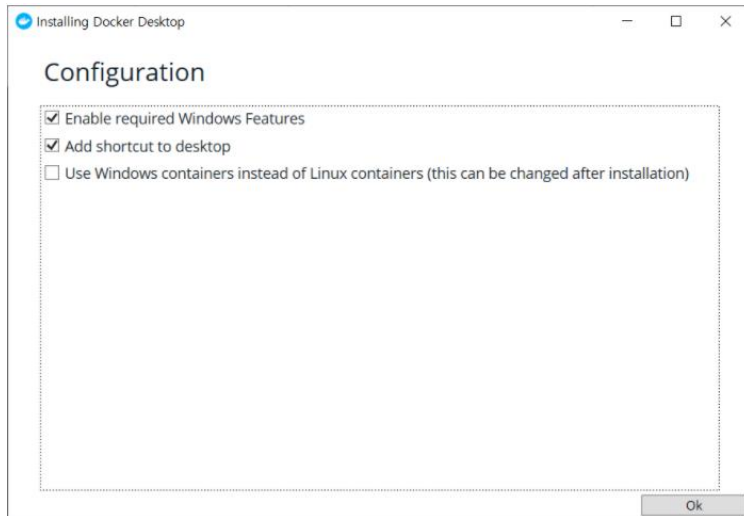 Installing Docker Desktop
Configuration
Enable required Windows Features
Add shortcut to desktop
Use Windows containers instead of Linux containers (this can be changed after installation)
Ok